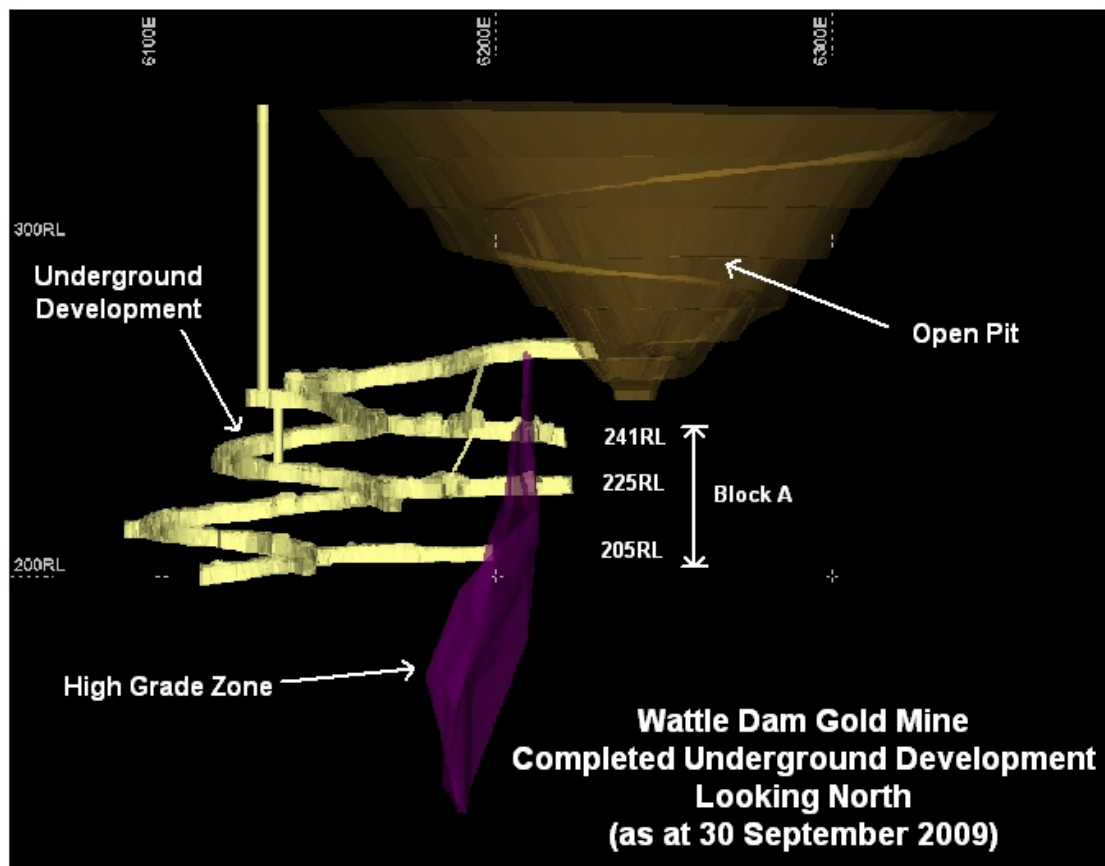 6100E
6200E
6300E
300RL
Underground
Development
Open Pit
241RL
225RL
Block A
205RL
200RL
High Grade Zone
Wattle Dam Gold Mine
Completed Underground Development
Looking North
(as at 30 September 2009)